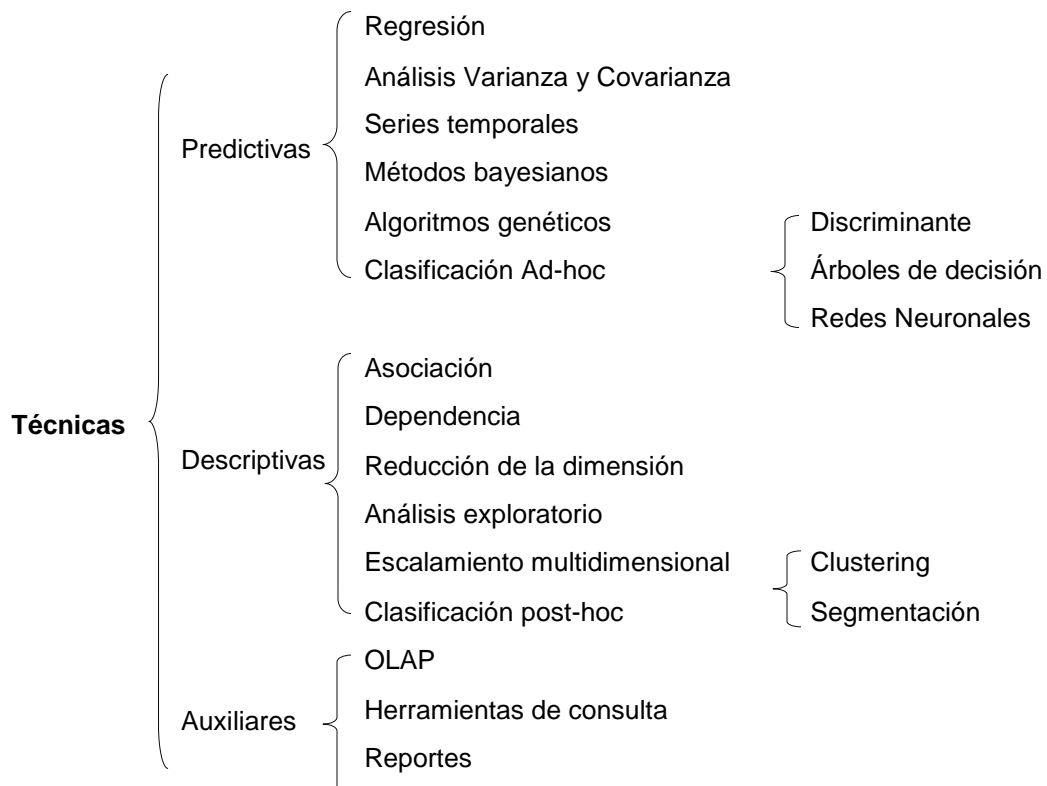 Regresión
Análisis Varianza y Covarianza
Series temporales
Predictivas
Métodos bayesianos
Algoritmos genéticos
Discriminante
Clasificación Ad-hoc
Árboles de decisión
Redes Neuronales
Asociación
Dependencia
Técnicas
Descriptivas
Reducción de la dimensión
Análisis exploratorio
Escalamiento multidimensional
Clustering
Clasificación post-hoc
Segmentación
OLAP
Herramientas de consulta
Auxiliares
Reportes